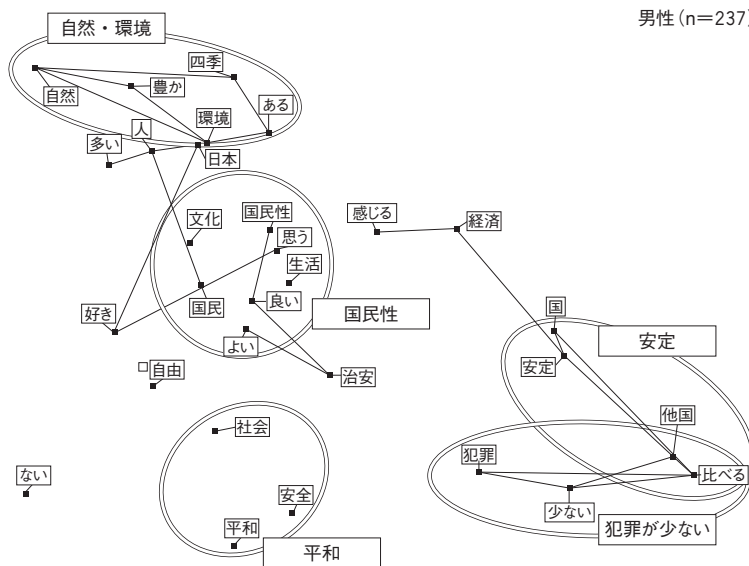 男性(n=237)
自然・環境
四季
豊か
自然
ある
環境
人
多い
日本
国民性
感じる
経済
文化
思う
生活
国
国民
良い
好き
国民性
安定
よい
安定
自由
治安
他国
社会
犯罪
ない
比べる
安全
少ない
平和
犯罪が少ない
平和